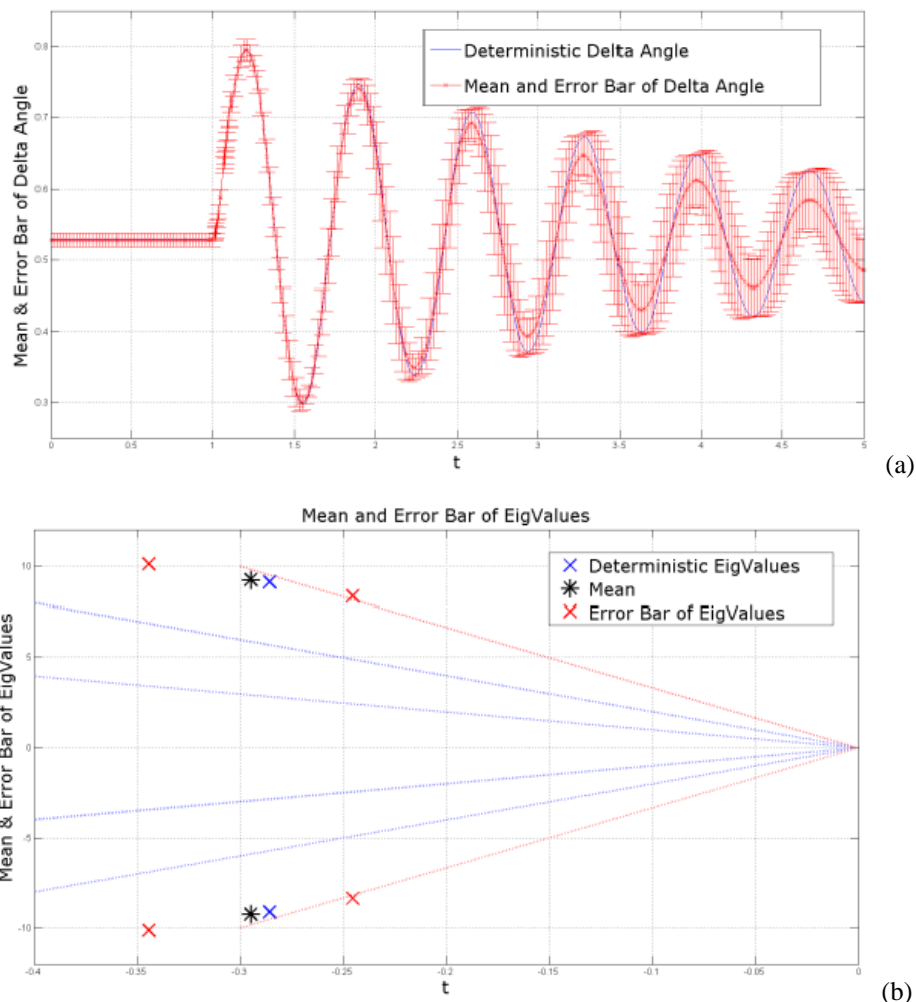 Mean & Error Bar of Delta Angle
0.8
0.7
0.6
0.5
0.4
0.3
Deterministic Delta Angle
Mean and Error Bar of Delta Angle
0 0.5 1 1.5 2 2.5 3 3.5 4 4.5 5
t
(a)
Mean and Error Bar of EigValues
Mean & Error Bar of EigValues
10
5
0
-5
-10
Deterministic EigValues
Mean
Error Bar of EigValues
-0.4 -0.35 -0.3 -0.25 -0.2 -0.15 -0.1 -0.05 0
t
(b)